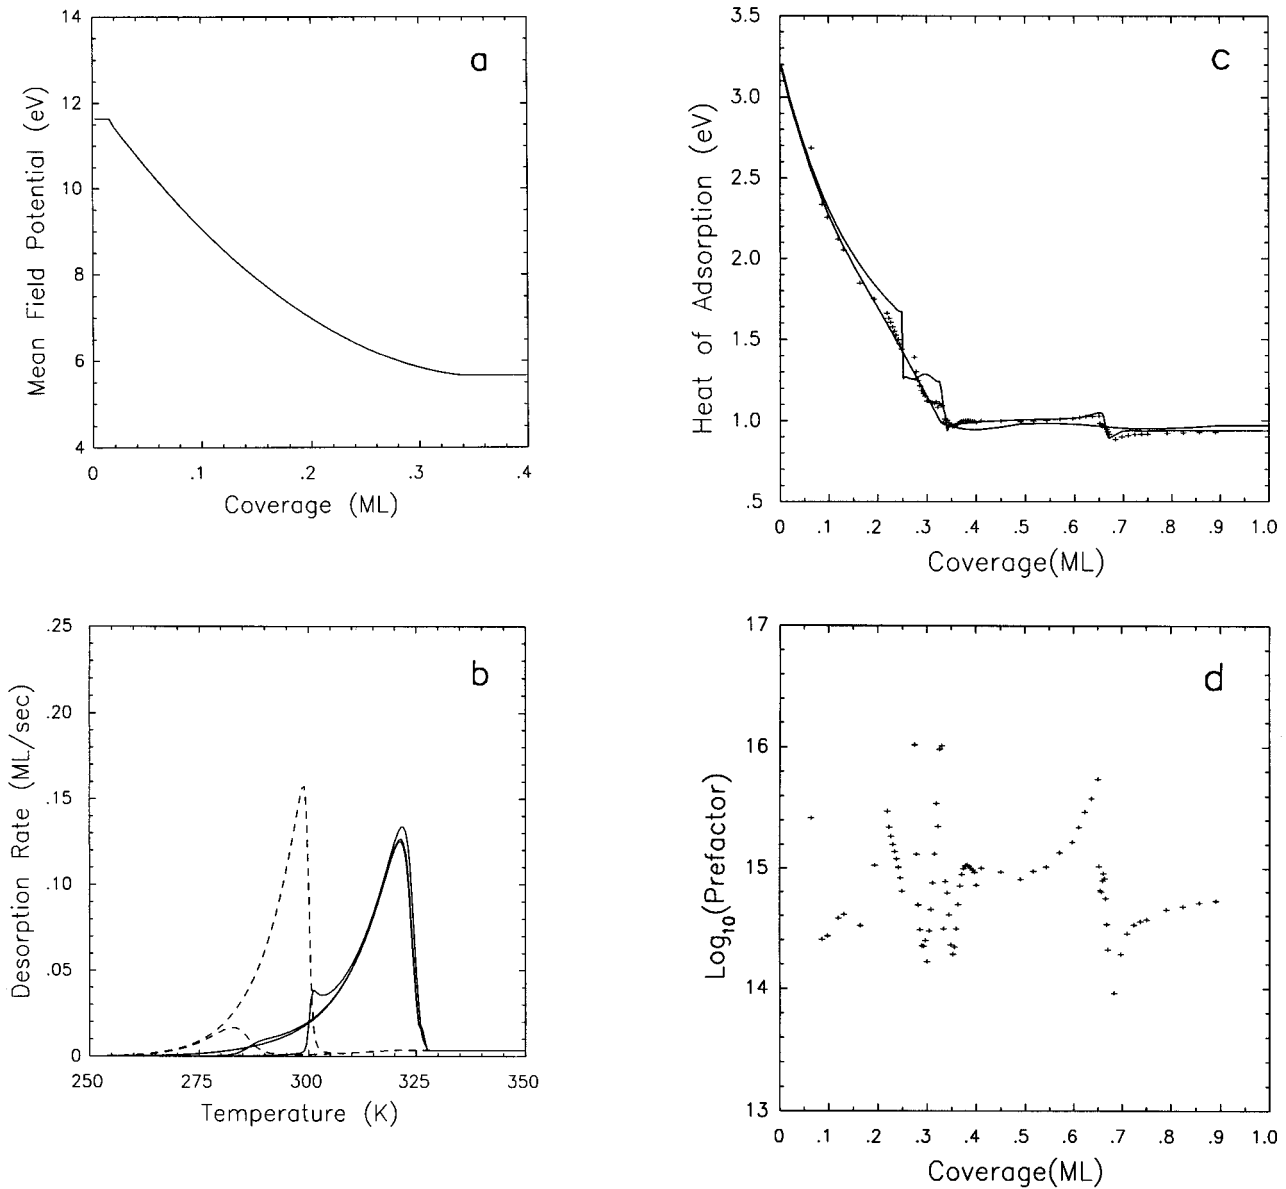 14
12
10
8
6
4
0 .1 .2 .3 .4
Mean Field Potential (eV)
Coverage (ML)
a
3.5
3.0
2.5
2.0
1.5
1.0
.5
0 .1 .2 .3 .4 .5 .6 .7 .8 .9 1.0
Heat of Adsorption (eV)
Coverage(ML)
c
.25
.20
.15
.10
.05
0
250 275 300 325 350
Desorption Rate (ML/sec)
Temperature (K)
b
17
16
15
14
13
0 .1 .2 .3 .4 .5 .6 .7 .8 .9 1.0
Log₁₀(Prefactor)
Coverage(ML)
d